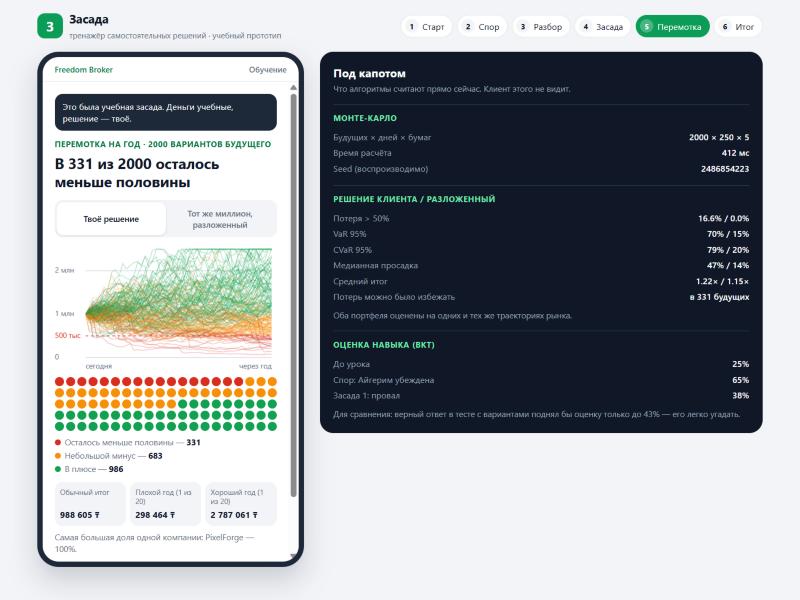 3
Засада
тренажёр самостоятельных решений · учебный прототип
1 Старт
2 Спор
3 Разбор
4 Засада
5 Перемотка
6 Итог
Freedom Broker
Обучение
Это была учебная засада. Деньги учебные,
решение — твоё.
ПЕРЕМОТКА НА ГОД · 2000 ВАРИАНТОВ БУДУЩЕГО
В 331 из 2000 осталось
меньше половины
Твоё решение
Тот же миллион,
разложенный
2 млн
1 млн
500 тыс
0
сегодня
через год
Осталось меньше половины — 331
Небольшой минус — 683
В плюсе — 986
Обычный итог
988 605 ₸
Плохой год (1 из
20)
298 464 ₸
Хороший год (1
из 20)
2 787 061 ₸
Самая большая доля одной компании: PixelForge —
100%.
Под капотом
Что алгоритмы считают прямо сейчас. Клиент этого не видит.
МОНТЕ-КАРЛО
Будущих × дней × бумаг 2000 × 250 × 5
Время расчёта 412 мс
Seed (воспроизводимо) 2486854223
РЕШЕНИЕ КЛИЕНТА / РАЗЛОЖЕННЫЙ
Потеря > 50% 16.6% / 0.0%
VaR 95% 70% / 15%
CVaR 95% 79% / 20%
Медианная просадка 47% / 14%
Средний итог 1.22× / 1.15×
Потерь можно было избежать в 331 будущих
Оба портфеля оценены на одних и тех же траекториях рынка.
ОЦЕНКА НАВЫКА (BKT)
До урока 25%
Спор: Айгерим убеждена 65%
Засада 1: провал 38%
Для сравнения: верный ответ в тесте с вариантами поднял бы оценку только до 43% — его легко угадать.